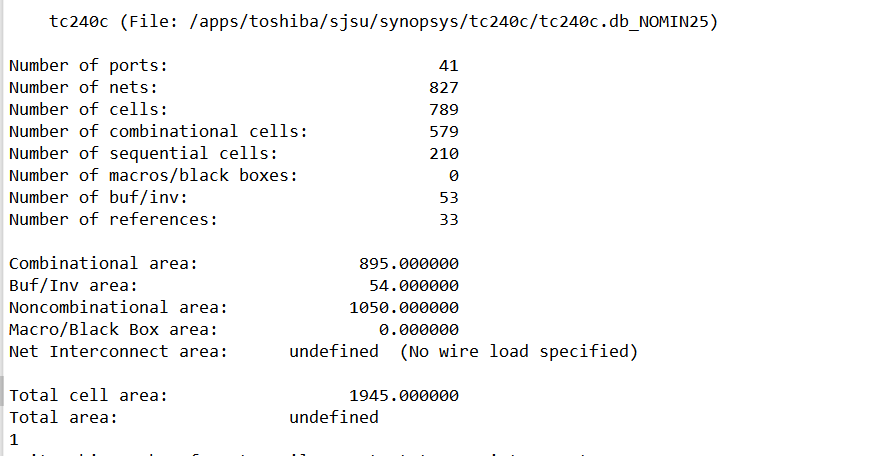 tc240c (File: /apps/toshiba/sjsu/synopsys/tc240c/tc240c.db_NOMIN25)
Number of ports: 41
Number of nets: 827
Number of cells: 789
Number of combinational cells: 579
Number of sequential cells: 210
Number of macros/black boxes: 0
Number of buf/inv: 53
Number of references: 33
Combinational area: 895.000000
Buf/Inv area: 54.000000
Noncombinational area: 1050.000000
Macro/Black Box area: 0.000000
Net Interconnect area: undefined (No wire load specified)
Total cell area: 1945.000000
Total area: undefined
1